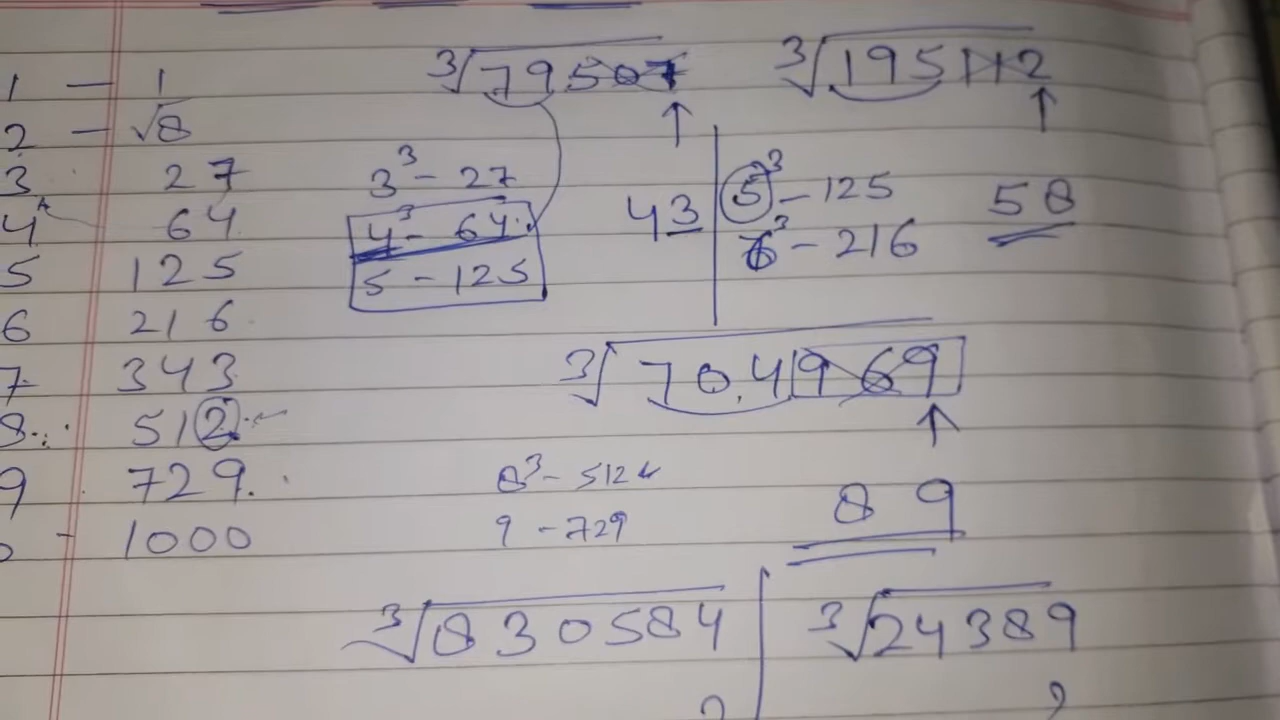 1 — 1
2 — √8
3 27
4 64
5 125
6 216
7 343
8 512
9 729
- 1000
∛79507
3³ - 27
4³ - 64
5 - 125
43
∛195112
5³ - 125
6³ - 216
58
∛704969
8³ - 512
9 - 729
89
∛830584
∛24389
?
?